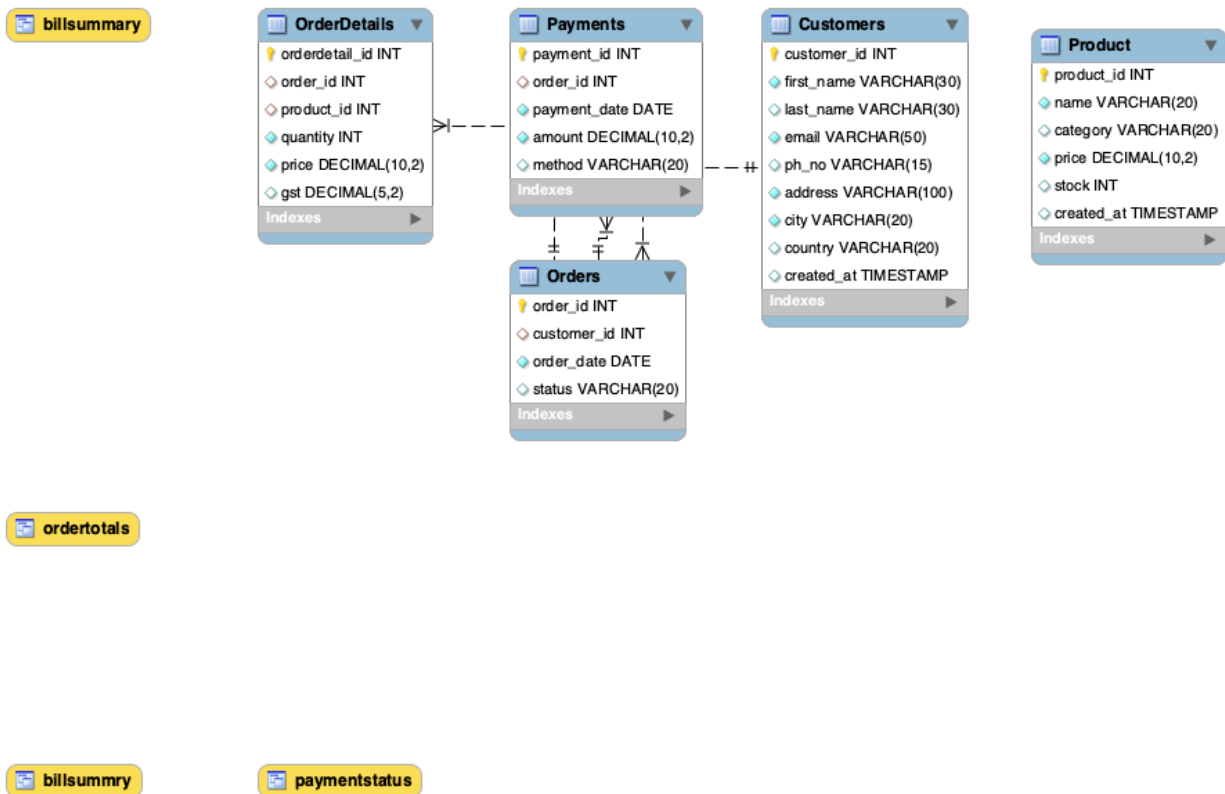 billsummary
OrderDetails
orderdetail_id INT
order_id INT
product_id INT
quantity INT
price DECIMAL(10,2)
gst DECIMAL(5,2)
Indexes
Payments
payment_id INT
order_id INT
payment_date DATE
amount DECIMAL(10,2)
method VARCHAR(20)
Indexes
Customers
customer_id INT
first_name VARCHAR(30)
last_name VARCHAR(30)
email VARCHAR(50)
ph_no VARCHAR(15)
address VARCHAR(100)
city VARCHAR(20)
country VARCHAR(20)
created_at TIMESTAMP
Indexes
Product
product_id INT
name VARCHAR(20)
category VARCHAR(20)
price DECIMAL(10,2)
stock INT
created_at TIMESTAMP
Indexes
Orders
order_id INT
customer_id INT
order_date DATE
status VARCHAR(20)
Indexes
ordertotals
billsummry
paymentstatus